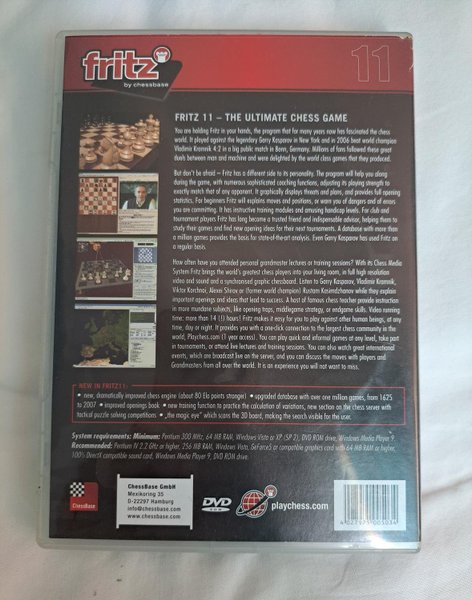 fritz
by chessbase
11
FRITZ 11 – THE ULTIMATE CHESS GAME
You are holding Fritz in your hands, the program that for many years now has fascinated the chess
world. It played against the legendary Garry Kasparov in New York and in 2006 beat world champion
Vladimir Kramnik 4:2 in a big public match in Bonn, Germany. Millions of fans followed these great
duels between man and machine and were delighted by the world class games that they produced.
But don't be afraid – Fritz has a different side to its personality. The program will help you along
during the game, with numerous sophisticated coaching functions, adjusting its playing strength to
exactly match that of any opponent. It graphically displays threats and plans, and provides full opening
statistics. For beginners Fritz will explain moves and positions, or warn you of dangers and of errors
you are committing. It has instructive training modules and amusing handicap levels. For club and
tournament players Fritz has long become a trusted friend and indispensable advisor, helping them to
study their games and find new opening ideas for their next tournaments. A database with more than
a million games provides the basis for state-of-the-art analysis. Even Garry Kasparov has used Fritz on
a regular basis.
How often have you attended personal grandmaster lectures or training sessions? With its Chess Media
System Fritz brings the world's greatest chess players into your living room, in full high resolution
video and sound and a synchronised graphic chessboard. Listen to Garry Kasparov, Vladimir Kramnik,
Viktor Korchnoi, Alexei Shirov or (former world champion) Rustam Kasimdzhanov while they explain
important openings and ideas that lead to success. A host of famous chess teacher provide instruction
in more mundane subjects, like opening traps, middlegame strategy, or endgame skills. Video running
time: more than 14 (!) hours! Fritz makes it easy for you to play against other human beings, at any
time, day or night. It provides you with a one-click connection to the largest chess community in the
world, Playchess.com (1 year access). You can play quick and informal games at any level, take part
in tournaments, or attend live lectures and training sessions. You can also watch great international
events, which are broadcast live on the server, and you can discuss the moves with players and
Grandmasters from all over the world. It is an experience you will not want to miss.
NEW IN FRITZ11:
• new, dramatically improved chess engine (about 80 Elo points stronger) • upgraded database with over one million games, from 1625
to 2007 • improved openings book • new training function to practice the calculation of variations, new section on the chess server with
tactical puzzle solving competitions • „the magic eye" which scans the 3D board, making the search visible for the user.
System requirements: Minimum: Pentium 300 MHz, 64 MB RAM, Windows Vista or XP (SP 2), DVD ROM drive, Windows Media Player 9.
Recommended: Pentium IV 2.2 GHz or higher, 256 MB RAM, Windows Vista, GeForce5 or compatible graphics card with 64 MB RAM or higher,
100% DirectX compatible sound card, Windows Media Player 9, DVD ROM drive.
ChessBase
ChessBase GmbH
Mexikoring 35
D-22297 Hamburg
info@chessbase.com
www.chessbase.com
DVD
ROM
playchess.com